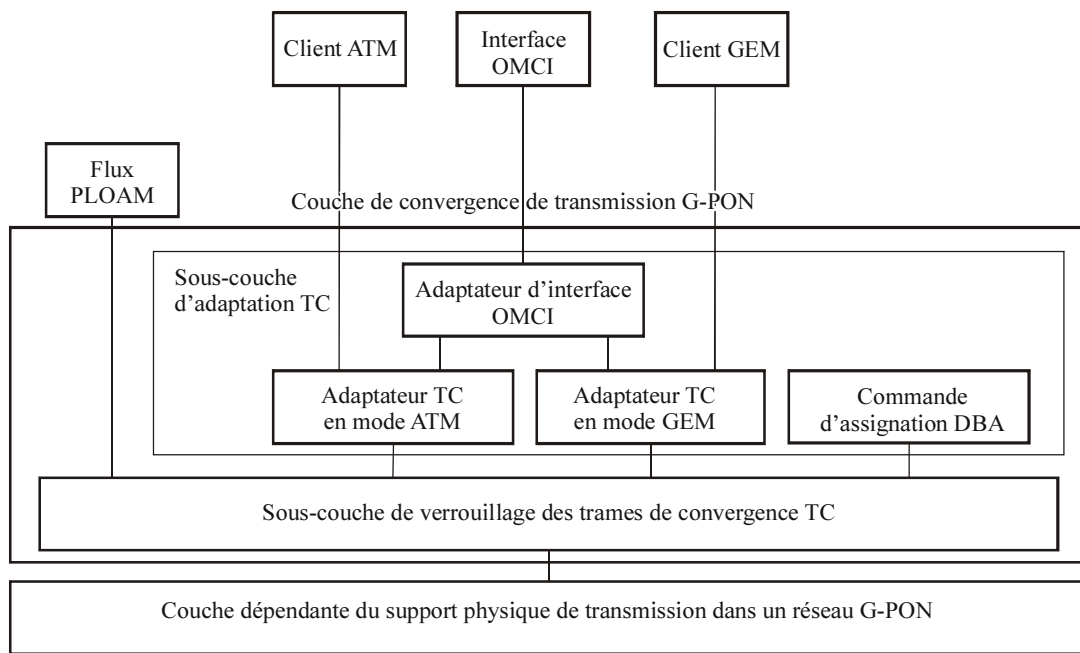 Client ATM
Interface
OMCI
Client GEM
Flux
PLOAM
Couche de convergence de transmission G-PON
Sous-couche
d'adaptation TC
Adaptateur d'interface
OMCI
Adaptateur TC
en mode ATM
Adaptateur TC
en mode GEM
Commande
d'assignation DBA
Sous-couche de verrouillage des trames de convergence TC
Couche dépendante du support physique de transmission dans un réseau G-PON